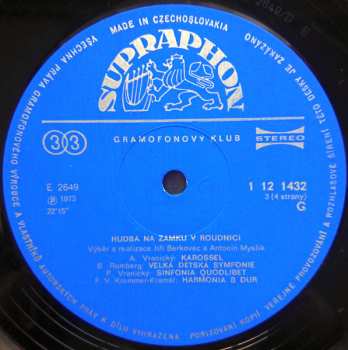 MADE IN CZECHOSLOVAKIA
VŠECHNA PRÁVA GRAMOFONOVÉHO VÝROBCE A VLASTNÍKŮ AUTORSKÝCH PRÁV K DÍLU VYHRAŽENA · POŘIZOVÁNÍ KOPIÍ, VEŘEJNÉ PROVOZOVÁNÍ A ROZHLASOVÉ ŠÍŘENÍ TÉTO DESKY JE ZAKÁZÁNO
SUPRAPHON
33
GRAMOFONOVÝ KLUB
STEREO
E 2649
Ⓟ 1973
22'15"
1 12 1432
3 (4 strany)
G
HUDBA NA ZÁMKU V ROUDNICI
Výběr a realizace Jiří Berkovec a Antonín Myslík
A. Vranický: KAROSSEL
B. Romberg: VELKÁ DĚTSKÁ SYMFONIE
P. Vranický: SINFONIA QUODLIBET
F. V. Krommer-Kramář: HARMONIA B DUR